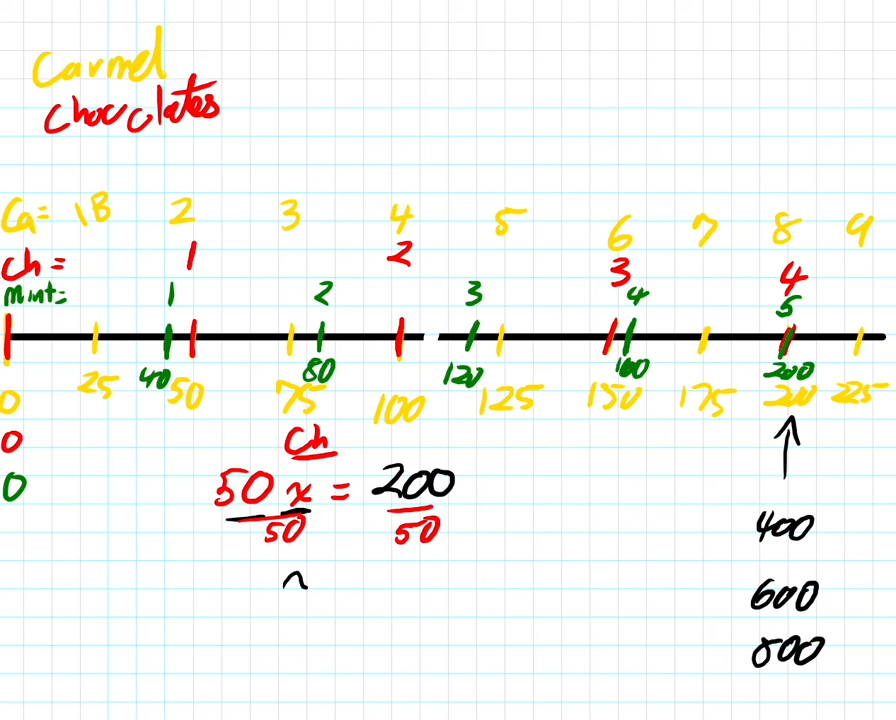 Carmel
Chocolates
Ca= 1B 2 3 4 5 6 7 8 9
Ch= 1 2 3 4
mint= 1 2 3 4 5
40 80 120 160 200
0 25 50 75 100 125 150 175 200 225
0
0
Ch
50 x = 200
50 50
400
600
800